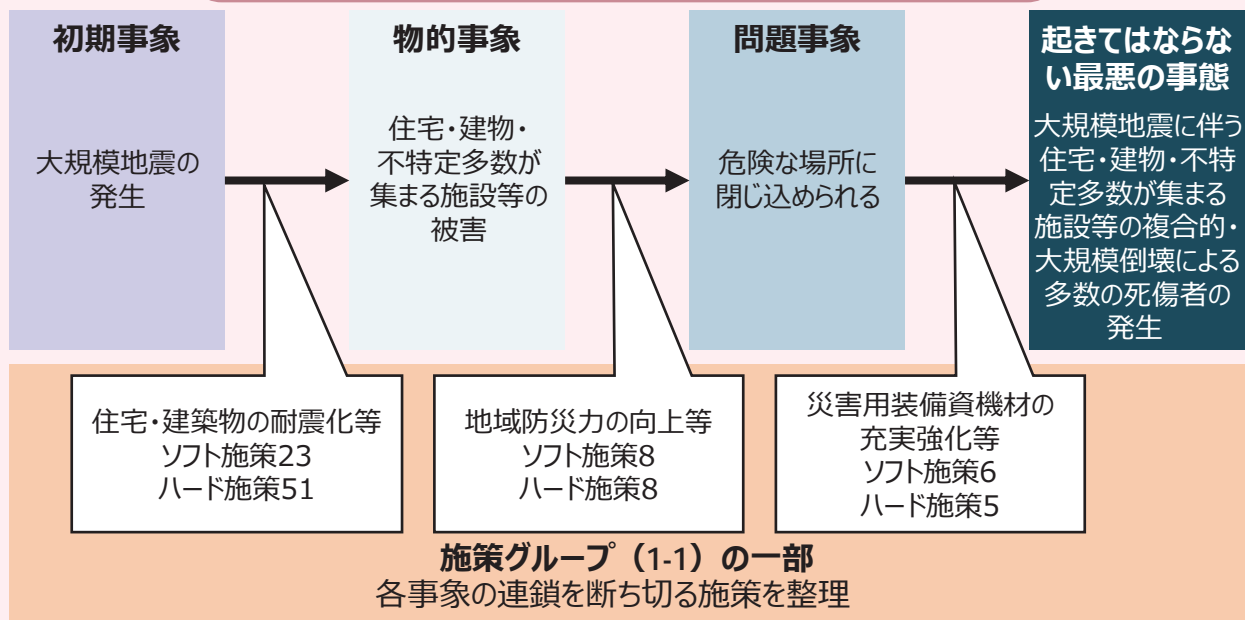 初期事象
大規模地震の
発生
物的事象
住宅・建物・
不特定多数が
集まる施設等の
被害
問題事象
危険な場所に
閉じ込められる
起きてはならな
い最悪の事態
大規模地震に伴う
住宅・建物・不特
定多数が集まる
施設等の複合的・
大規模倒壊による
多数の死傷者の
発生
住宅・建築物の耐震化等
ソフト施策23
ハード施策51
地域防災力の向上等
ソフト施策8
ハード施策8
災害用装備資機材の
充実強化等
ソフト施策6
ハード施策5
施策グループ（1-1）の一部
各事象の連鎖を断ち切る施策を整理